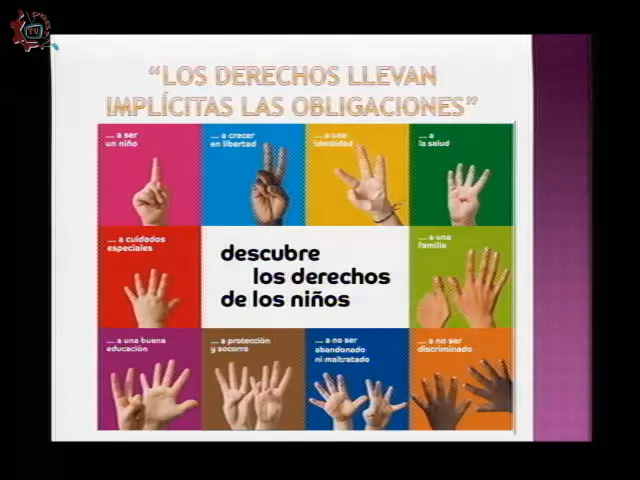 TV
“LOS DERECHOS LLEVAN
IMPLÍCITAS LAS OBLIGACIONES”
.... a ser
un niño
... a crecer
en libertad
... a una
identidad
... a
la salud
.... a cuidados
especiales
descubre
los derechos
de los niños
.... a una
familia
.... a una buena
educación
.... a protección
y socorro
.... a no ser
abandonado
ni maltratado
.... a no ser
discriminado